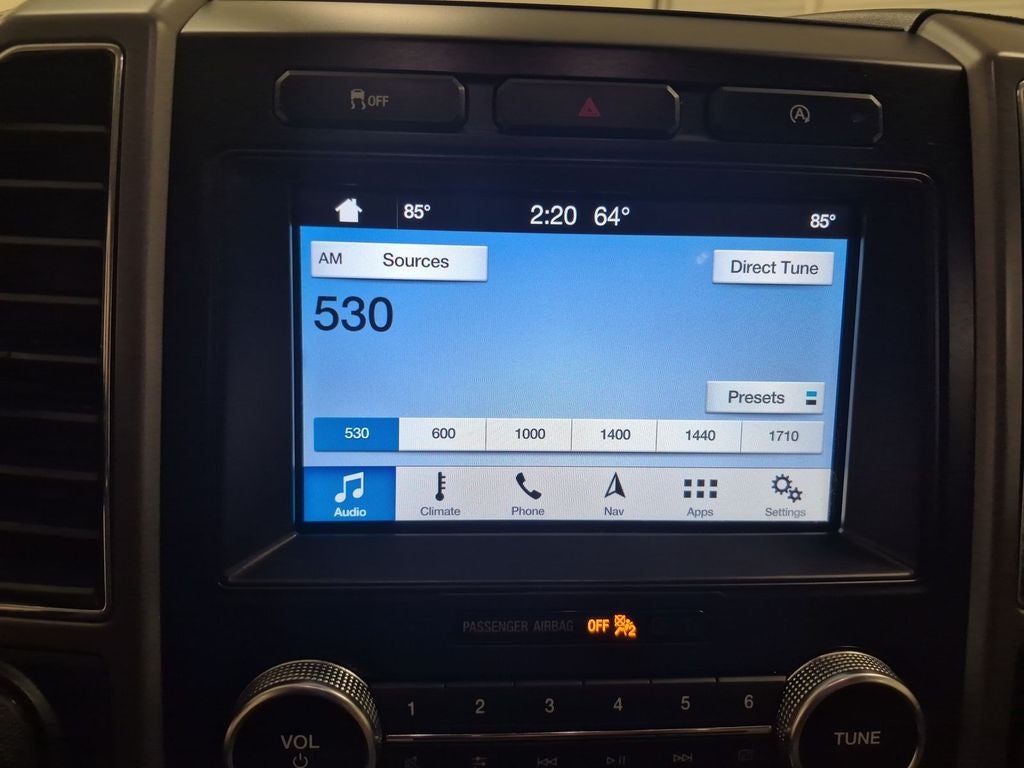 OFF
85° 2:20 64° 85°
AM Sources
Direct Tune
530
Presets
530 600 1000 1400 1440 1710
Audio Climate Phone Nav Apps Settings
PASSENGER AIRBAG OFF 2
1 2 3 4 5 6
VOL
TUNE